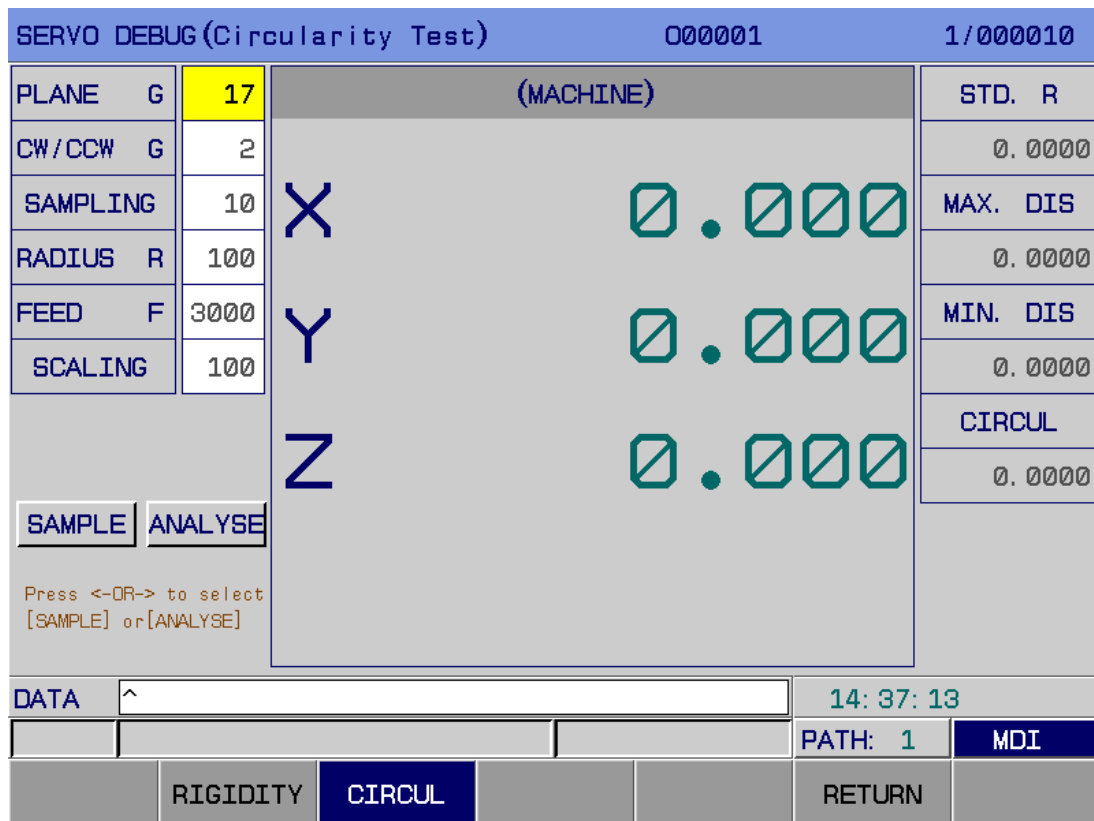 SERVO DEBUG(Circularity Test) O00001 1/000010
PLANE G 17
CW/CCW G 2
SAMPLING 10
RADIUS R 100
FEED F 3000
SCALING 100
SAMPLE ANALYSE
Press <-OR-> to select
[SAMPLE] or[ANALYSE]
(MACHINE)
X 0.000
Y 0.000
Z 0.000
STD. R
0.0000
MAX. DIS
0.0000
MIN. DIS
0.0000
CIRCUL
0.0000
DATA ^ 14:37:13
PATH: 1 MDI
RIGIDITY CIRCUL RETURN